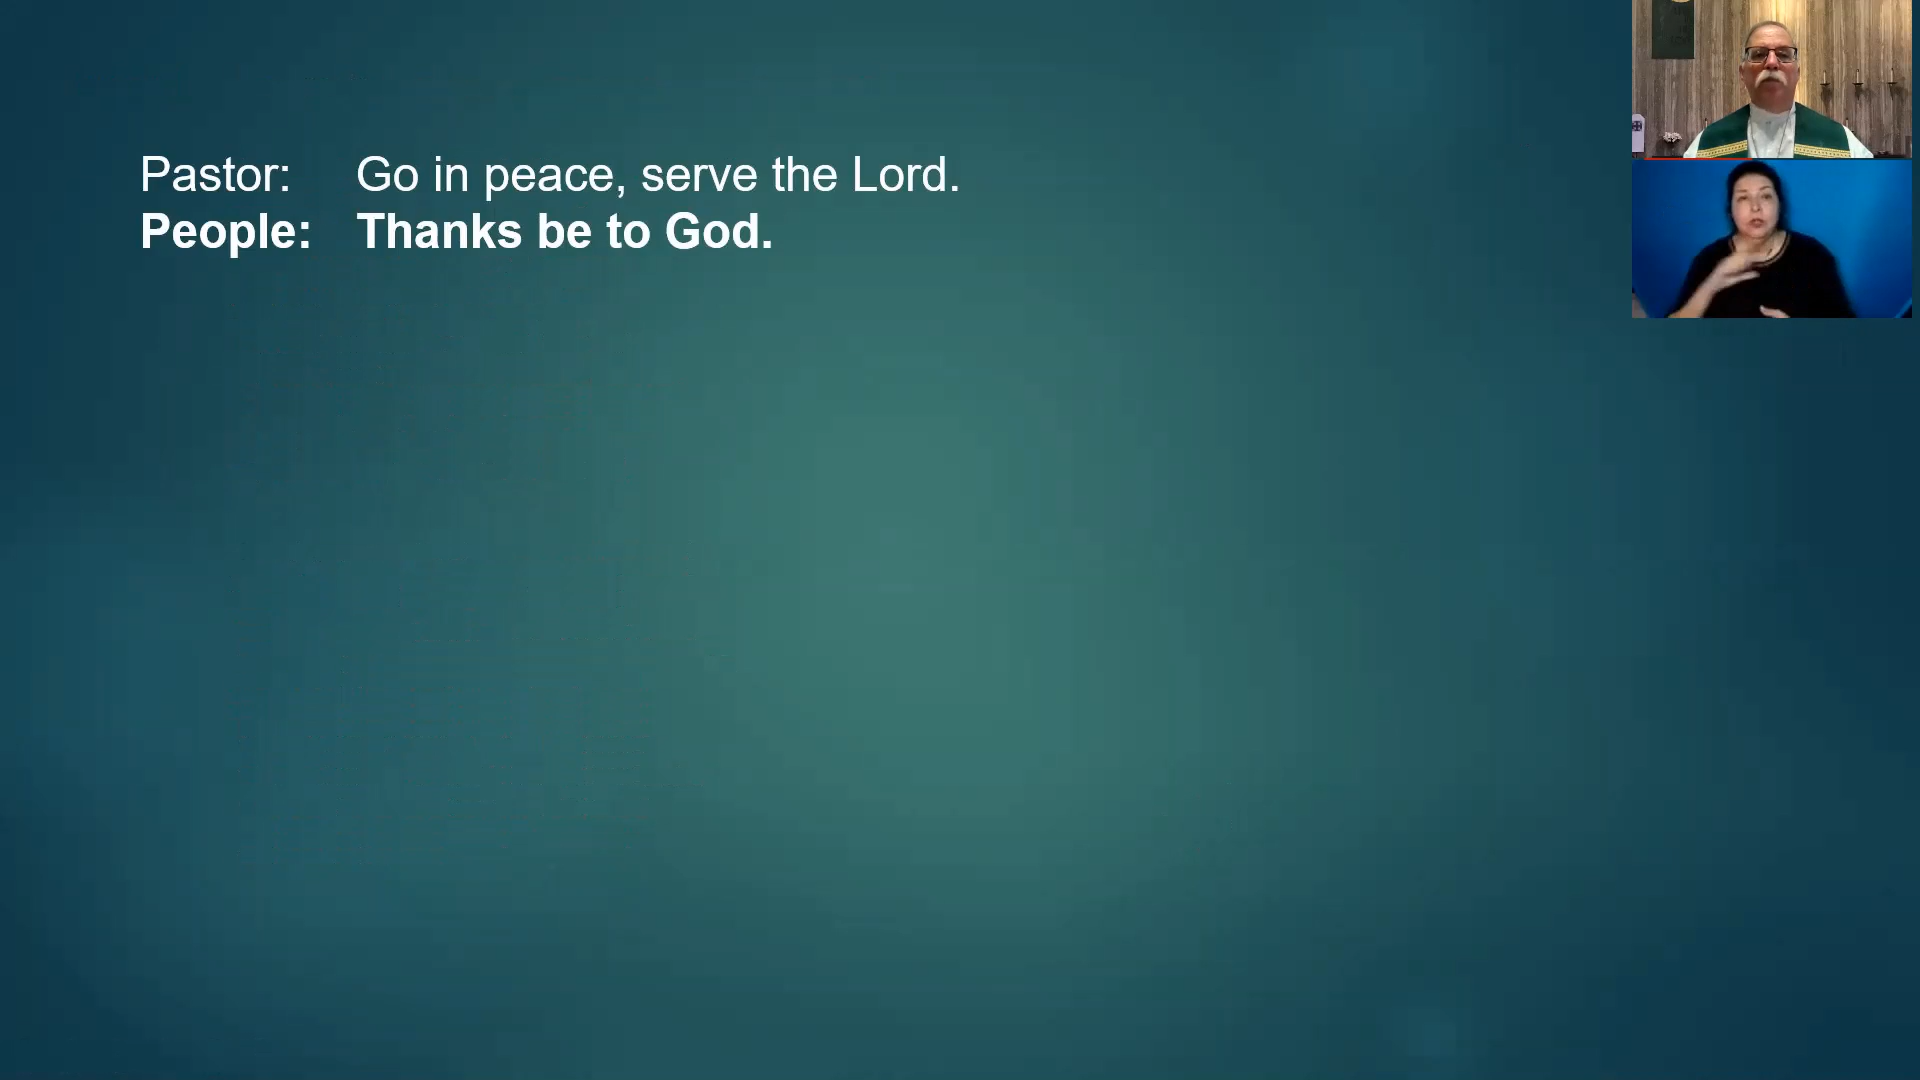 Pastor: Go in peace, serve the Lord.
People: Thanks be to God.